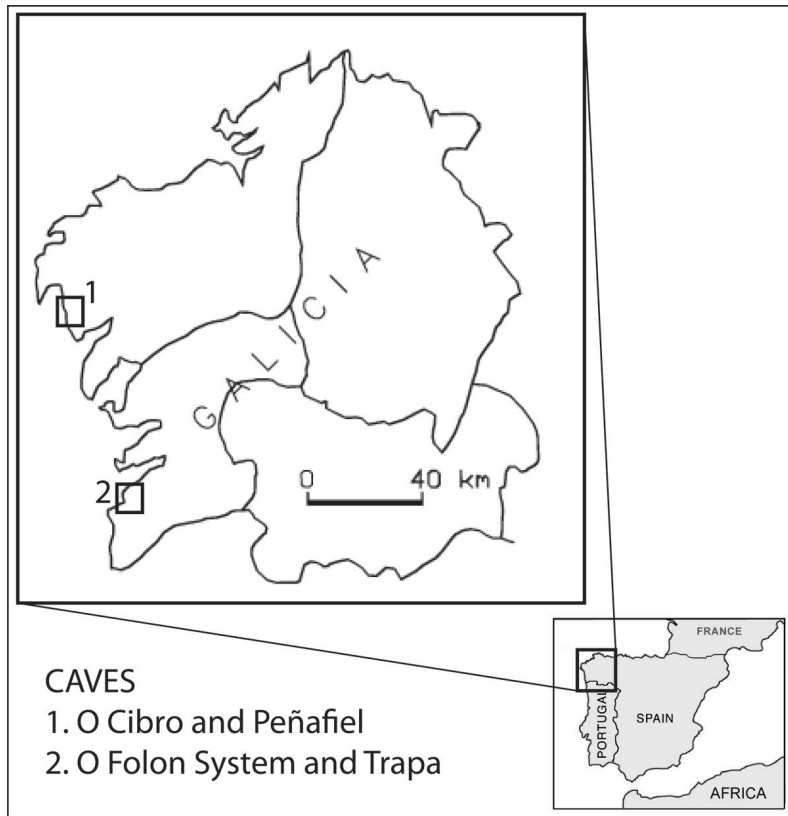 1
GALICIA
2
0 40 km
CAVES
1. O Cibro and Peñafiel
2. O Folon System and Trapa
FRANCE
PORTUGAL
SPAIN
AFRICA